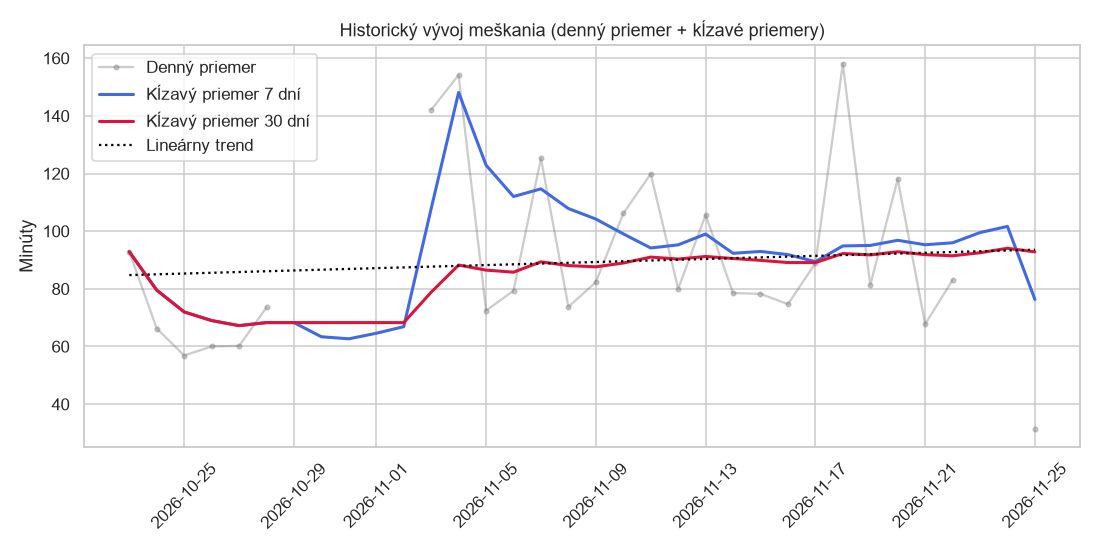 Historický vývoj meškania (denný priemer + kĺzavé priemery)
Denný priemer
Kĺzavý priemer 7 dní
Kĺzavý priemer 30 dní
Lineárny trend
Minúty
160
140
120
100
80
60
40
2026-10-25
2026-10-29
2026-11-01
2026-11-05
2026-11-09
2026-11-13
2026-11-17
2026-11-21
2026-11-25